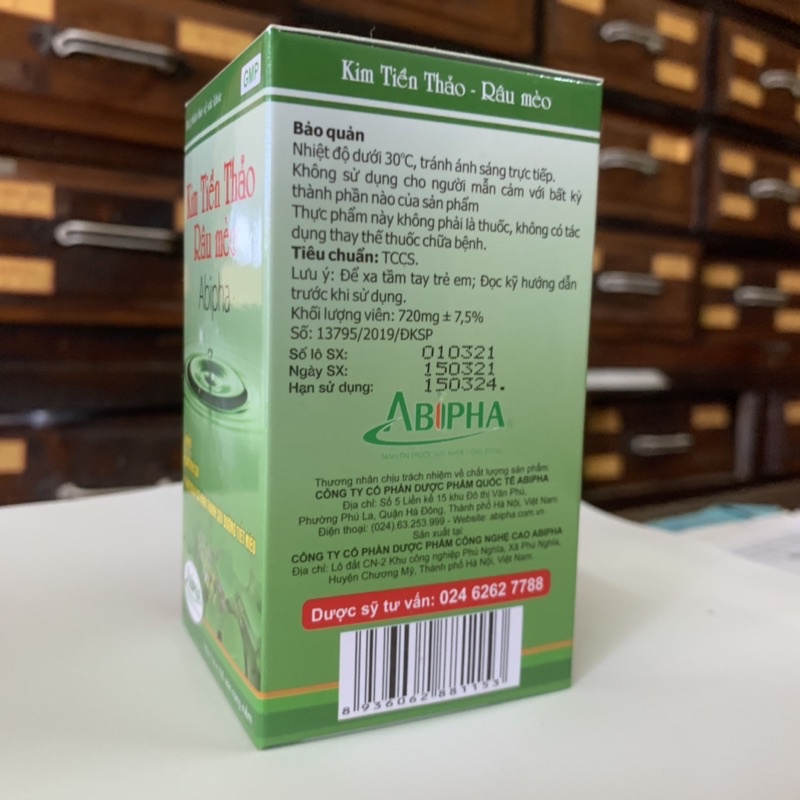 GMP
Kim Tiền Thảo
Râu mèo
Abipha
ABIPHA
Kim Tiền Thảo - Râu mèo
Bảo quản
Nhiệt độ dưới 30°C, tránh ánh sáng trực tiếp.
Không sử dụng cho người mẫn cảm với bất kỳ
thành phần nào của sản phẩm
Thực phẩm này không phải là thuốc, không có tác
dụng thay thế thuốc chữa bệnh.
Tiêu chuẩn: TCCS.
Lưu ý: Để xa tầm tay trẻ em; Đọc kỹ hướng dẫn
trước khi sử dụng.
Khối lượng viên: 720mg ± 7,5%
Số: 13795/2019/ĐKSP
Số lô SX: 010321
Ngày SX: 150321
Hạn sử dụng: 150324.
ABIPHA
Thương nhân chịu trách nhiệm về chất lượng sản phẩm
CÔNG TY CỔ PHẦN DƯỢC PHẨM QUỐC TẾ ABIPHA
Địa chỉ: Số 5 Liền kề 15 khu Đô thị Văn Phú,
Phường Phú La, Quận Hà Đông, Thành phố Hà Nội, Việt Nam.
Điện thoại: (024).63.253.999 - Website: abipha.com.vn
Sản xuất tại:
CÔNG TY CỔ PHẦN DƯỢC PHẨM CÔNG NGHỆ CAO ABIPHA
Địa chỉ: Lô đất CN-2 Khu công nghiệp Phú Nghĩa, Xã Phú Nghĩa,
Huyện Chương Mỹ, Thành phố Hà Nội, Việt Nam.
Dược sỹ tư vấn: 024 6262 7788
8 936062 881153